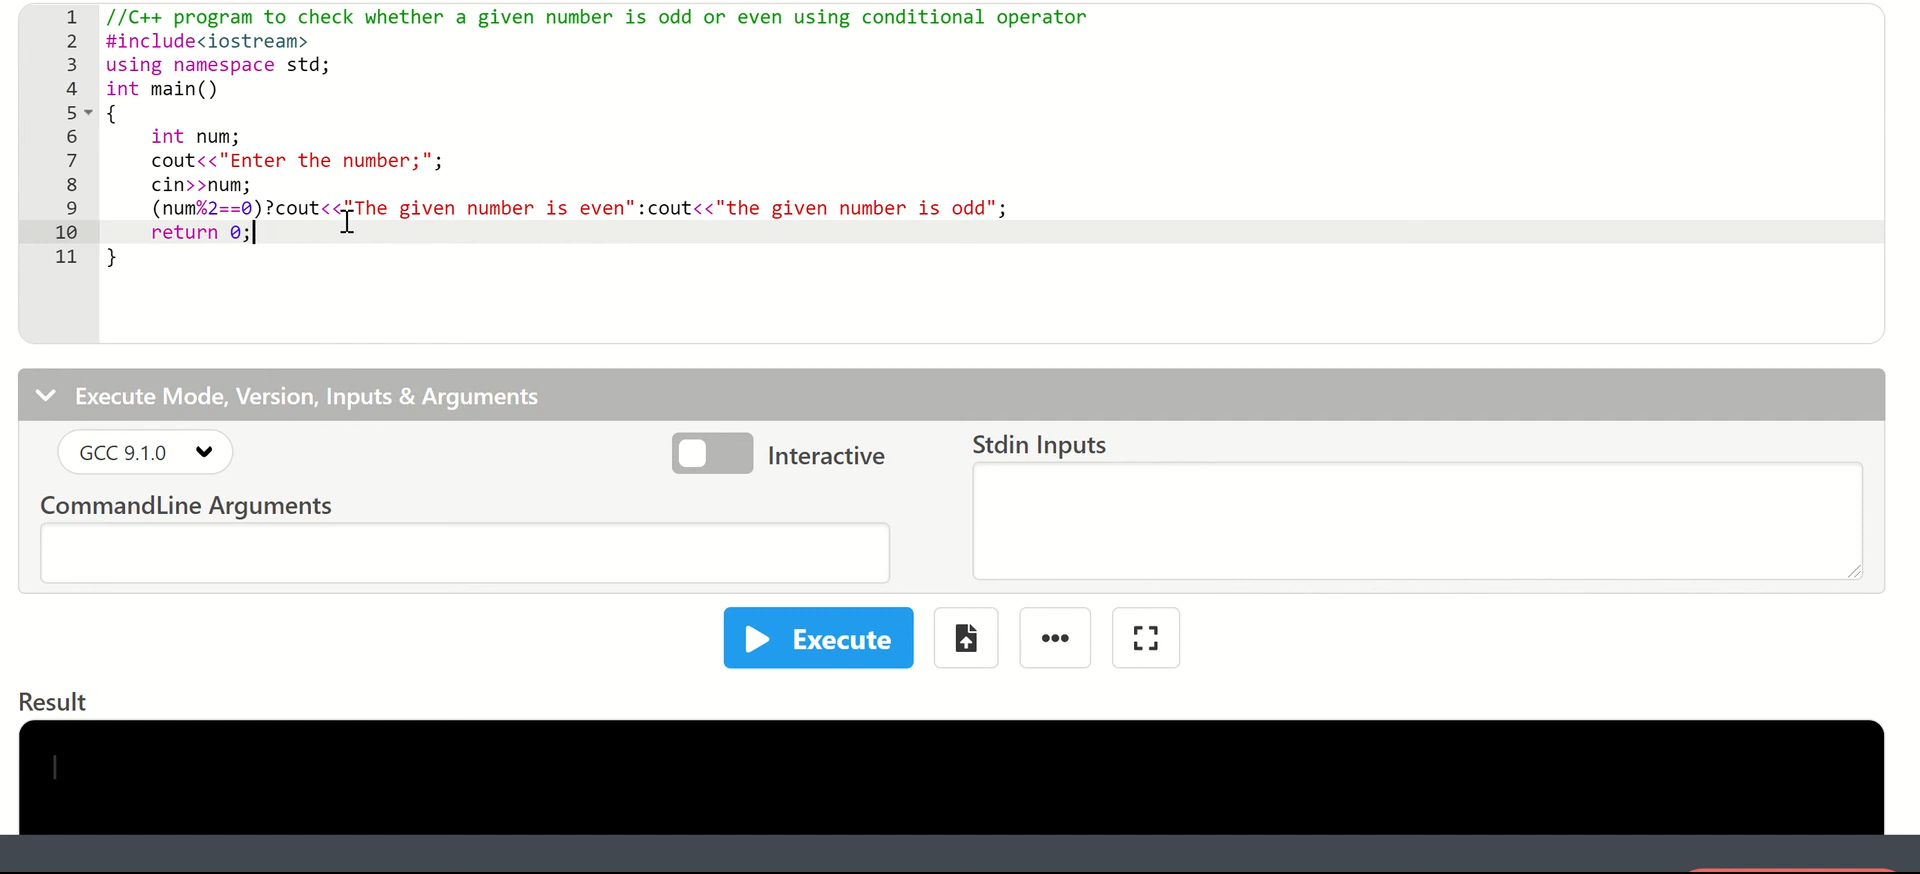 1 //C++ program to check whether a given number is odd or even using conditional operator
2 #include<iostream>
3 using namespace std;
4 int main()
5 {
6     int num;
7     cout<<"Enter the number;";
8     cin>>num;
9     (num%2==0)?cout<<"The given number is even":cout<<"the given number is odd";
10     return 0;
11 }
Execute Mode, Version, Inputs & Arguments
GCC 9.1.0
Interactive
Stdin Inputs
CommandLine Arguments
Execute
Result